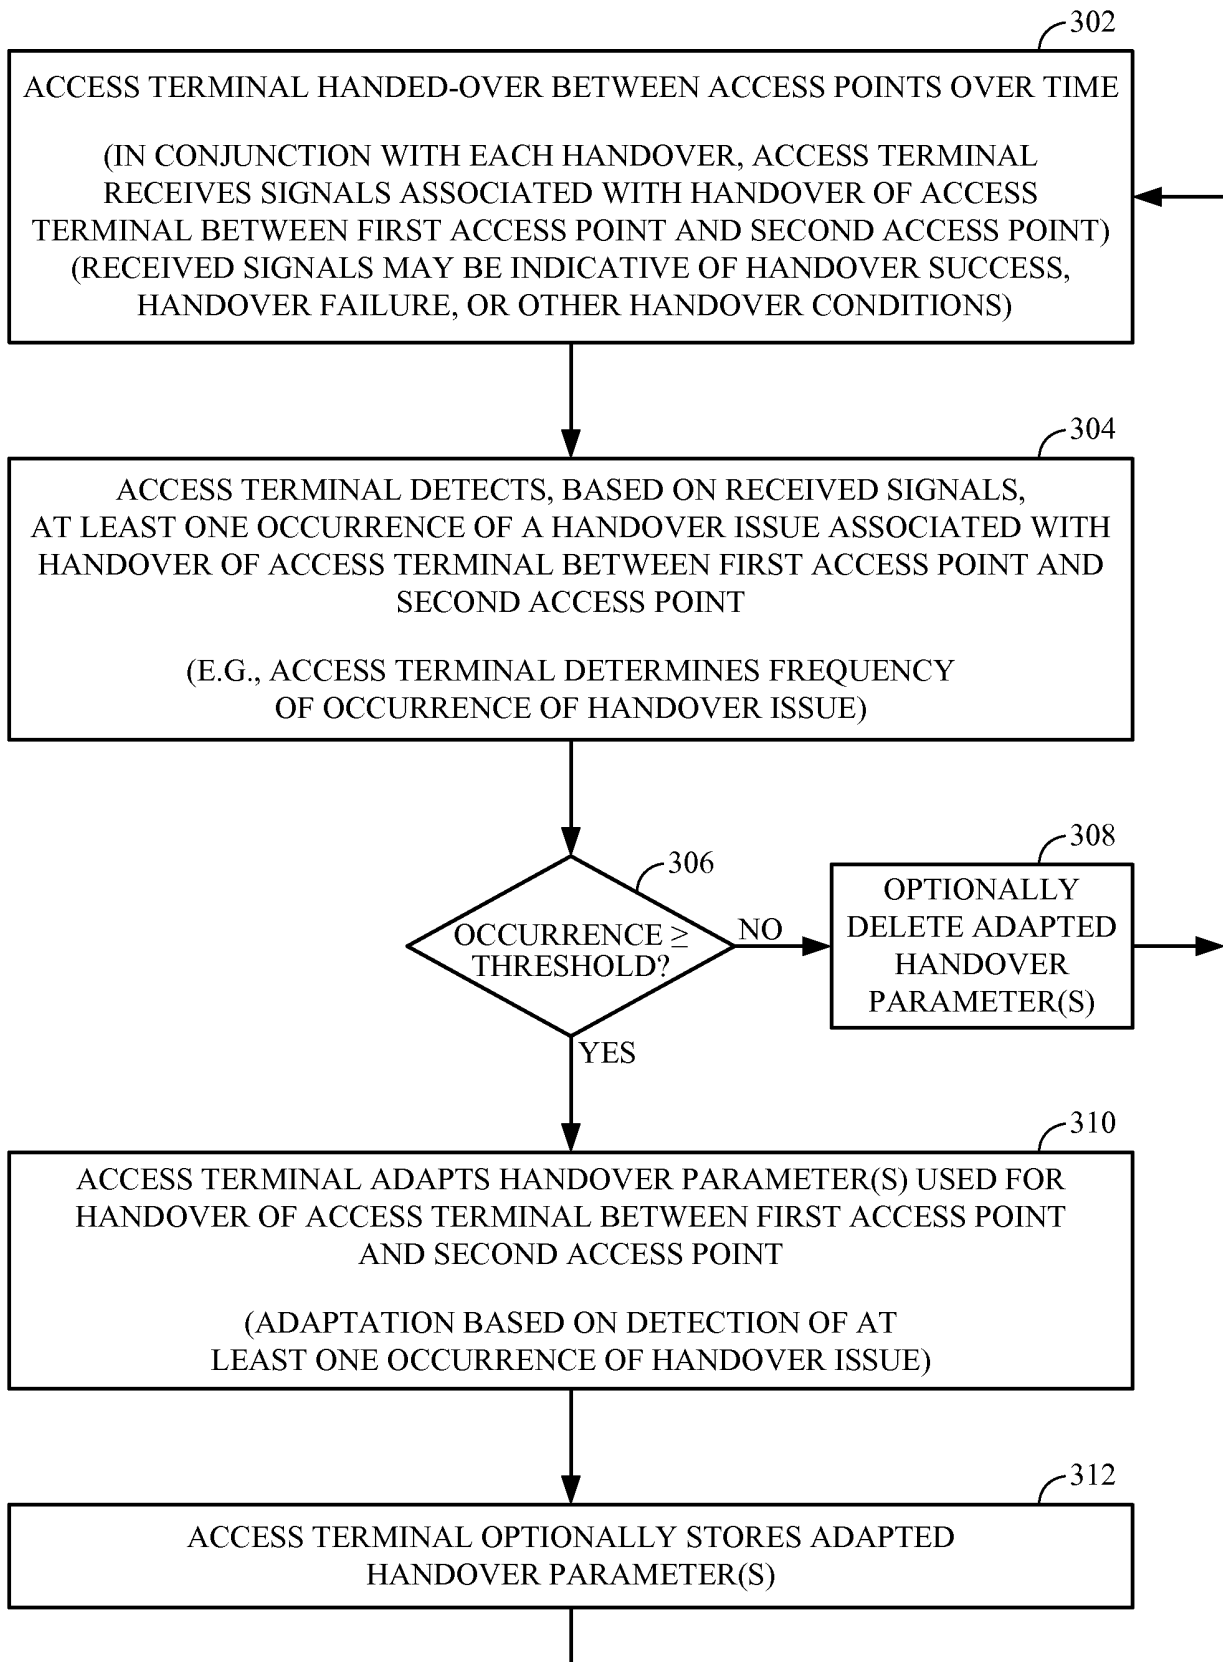 302
ACCESS TERMINAL HANDED-OVER BETWEEN ACCESS POINTS OVER TIME
(IN CONJUNCTION WITH EACH HANDOVER, ACCESS TERMINAL
RECEIVES SIGNALS ASSOCIATED WITH HANDOVER OF ACCESS
TERMINAL BETWEEN FIRST ACCESS POINT AND SECOND ACCESS POINT)
(RECEIVED SIGNALS MAY BE INDICATIVE OF HANDOVER SUCCESS,
HANDOVER FAILURE, OR OTHER HANDOVER CONDITIONS)
304
ACCESS TERMINAL DETECTS, BASED ON RECEIVED SIGNALS,
AT LEAST ONE OCCURRENCE OF A HANDOVER ISSUE ASSOCIATED WITH
HANDOVER OF ACCESS TERMINAL BETWEEN FIRST ACCESS POINT AND
SECOND ACCESS POINT
(E.G., ACCESS TERMINAL DETERMINES FREQUENCY
OF OCCURRENCE OF HANDOVER ISSUE)
306
OCCURRENCE ≥
THRESHOLD?
NO
YES
308
OPTIONALLY
DELETE ADAPTED
HANDOVER
PARAMETER(S)
310
ACCESS TERMINAL ADAPTS HANDOVER PARAMETER(S) USED FOR
HANDOVER OF ACCESS TERMINAL BETWEEN FIRST ACCESS POINT
AND SECOND ACCESS POINT
(ADAPTATION BASED ON DETECTION OF AT
LEAST ONE OCCURRENCE OF HANDOVER ISSUE)
312
ACCESS TERMINAL OPTIONALLY STORES ADAPTED
HANDOVER PARAMETER(S)